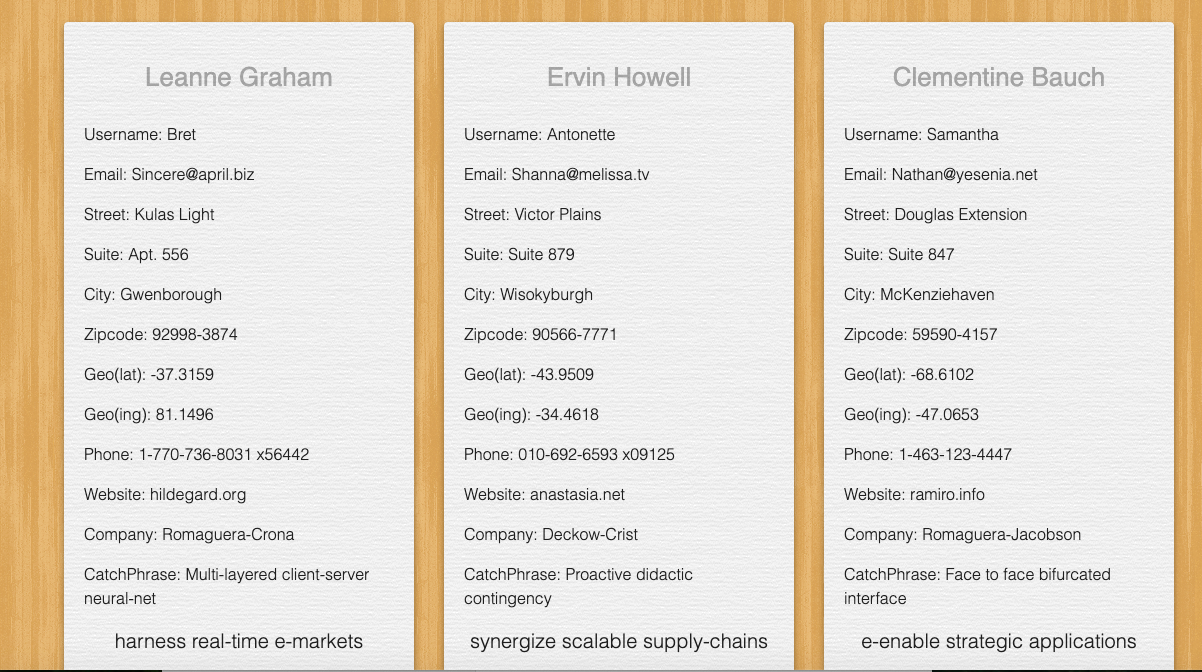 Leanne Graham
Username: Bret
Email: Sincere@april.biz
Street: Kulas Light
Suite: Apt. 556
City: Gwenborough
Zipcode: 92998-3874
Geo(lat): -37.3159
Geo(ing): 81.1496
Phone: 1-770-736-8031 x56442
Website: hildegard.org
Company: Romaguera-Crona
CatchPhrase: Multi-layered client-server
neural-net
harness real-time e-markets
Ervin Howell
Username: Antonette
Email: Shanna@melissa.tv
Street: Victor Plains
Suite: Suite 879
City: Wisokyburgh
Zipcode: 90566-7771
Geo(lat): -43.9509
Geo(ing): -34.4618
Phone: 010-692-6593 x09125
Website: anastasia.net
Company: Deckow-Crist
CatchPhrase: Proactive didactic
contingency
synergize scalable supply-chains
Clementine Bauch
Username: Samantha
Email: Nathan@yesenia.net
Street: Douglas Extension
Suite: Suite 847
City: McKenziehaven
Zipcode: 59590-4157
Geo(lat): -68.6102
Geo(ing): -47.0653
Phone: 1-463-123-4447
Website: ramiro.info
Company: Romaguera-Jacobson
CatchPhrase: Face to face bifurcated
interface
e-enable strategic applications